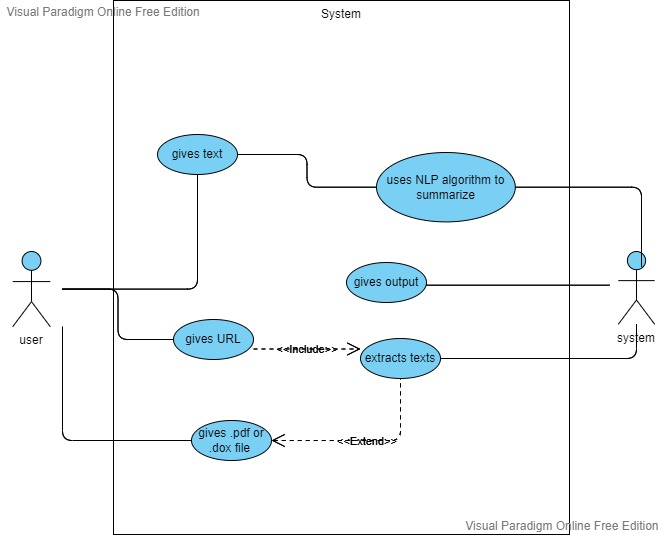 Visual Paradigm Online Free Edition
System
gives text
uses NLP algorithm to
summarize
gives output
user
gives URL
<<Include>>
extracts texts
system
gives .pdf or
.dox file
<<Extend>>
Visual Paradigm Online Free Edition